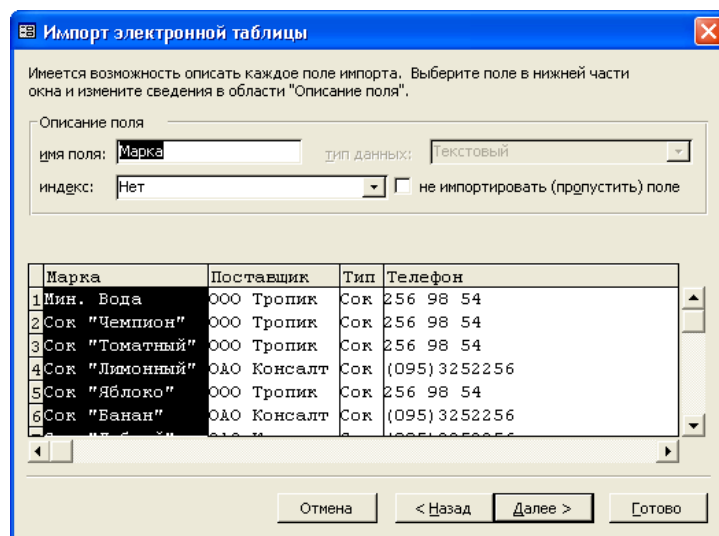 Импорт электронной таблицы
Имеется возможность описать каждое поле импорта. Выберите поле в нижней части
окна и измените сведения в области "Описание поля".
Описание поля
имя поля: Марка тип данных: Текстовый
индекс: Нет не импортировать (пропустить) поле
Марка Поставщик Тип Телефон
1 Мин. Вода ООО Тропик Сок 256 98 54
2 Сок "Чемпион" ООО Тропик Сок 256 98 54
3 Сок "Томатный" ООО Тропик Сок 256 98 54
4 Сок "Лимонный" ОАО Консалт Сок (095)3252256
5 Сок "Яблоко" ООО Тропик Сок 256 98 54
6 Сок "Банан" ОАО Консалт Сок (095)3252256
Отмена < Назад Далее > Готово